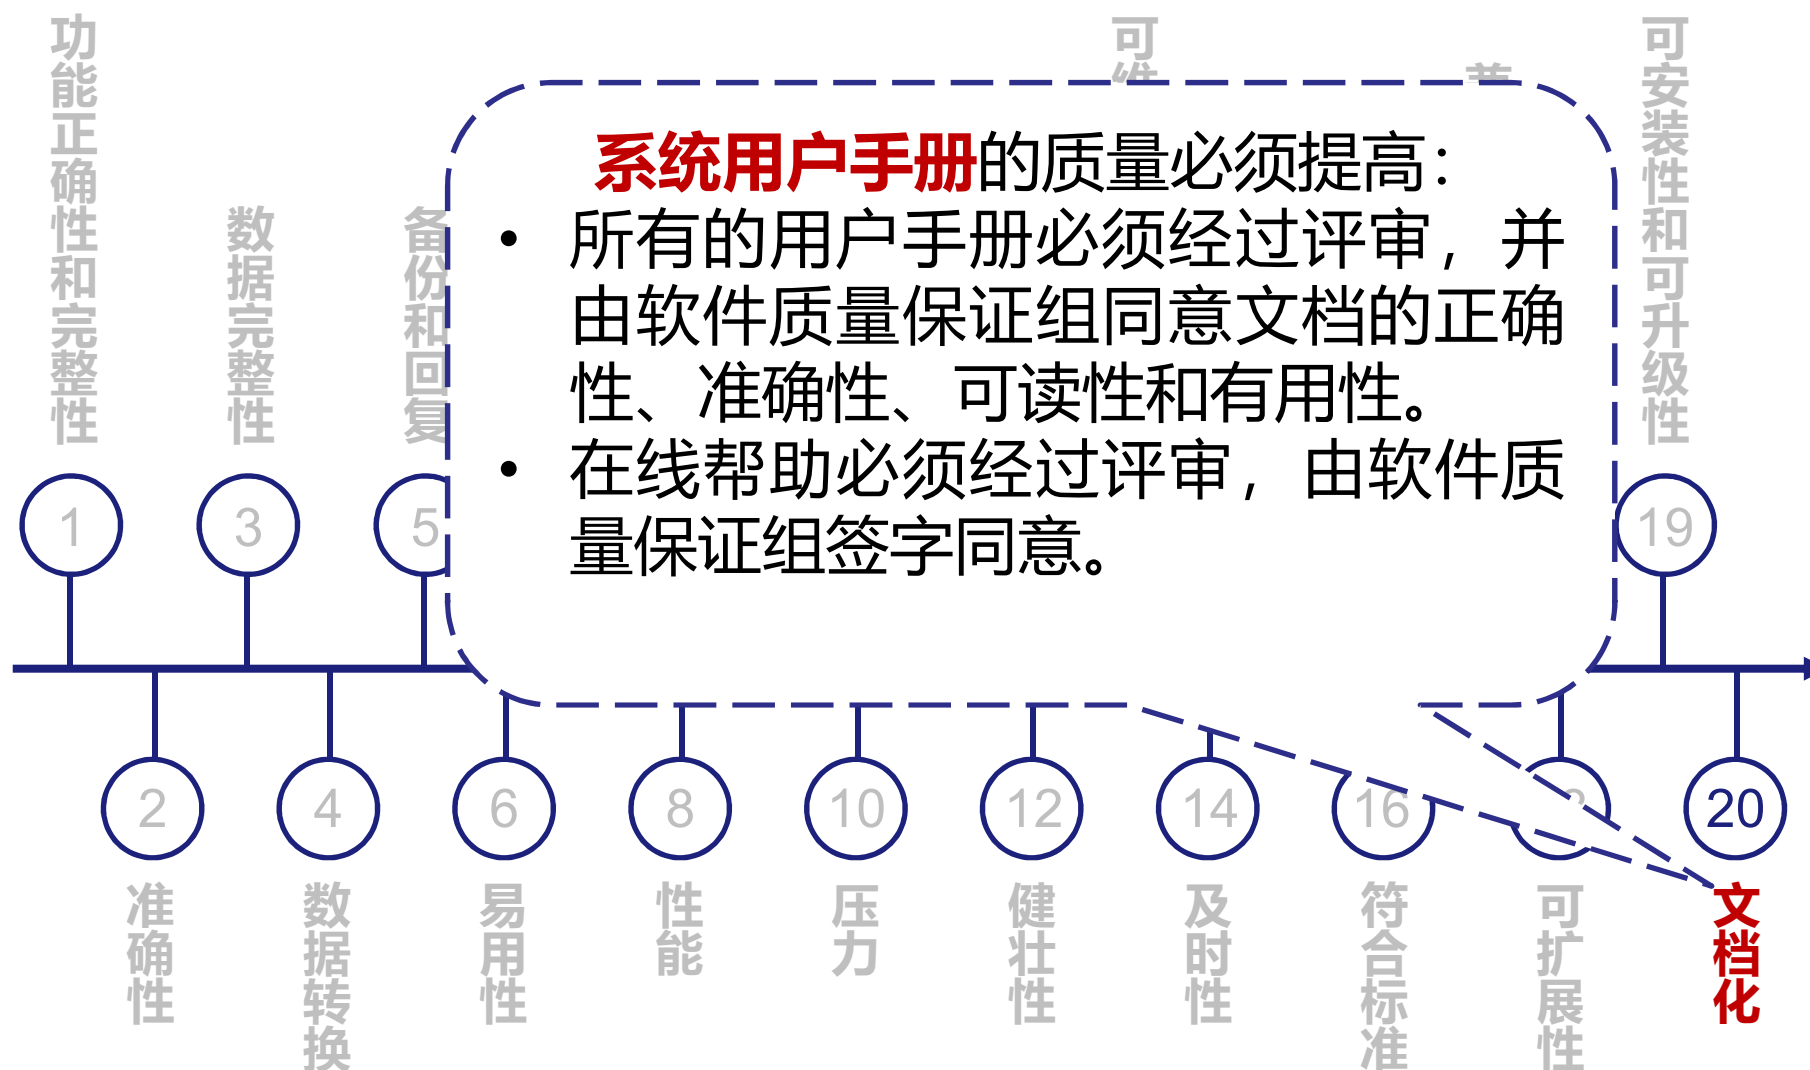 功能正确性和完整性
数据完整性
备份和回复
可
可安装性和可升级性
系统用户手册的质量必须提高：
• 所有的用户手册必须经过评审，并
由软件质量保证组同意文档的正确
性、准确性、可读性和有用性。
• 在线帮助必须经过评审，由软件质
量保证组签字同意。
1
3
5
19
2
4
6
8
10
12
14
16
20
准确性
数据转换
易用性
性能
压力
健壮性
及时性
符合标准
可扩展性
文档化